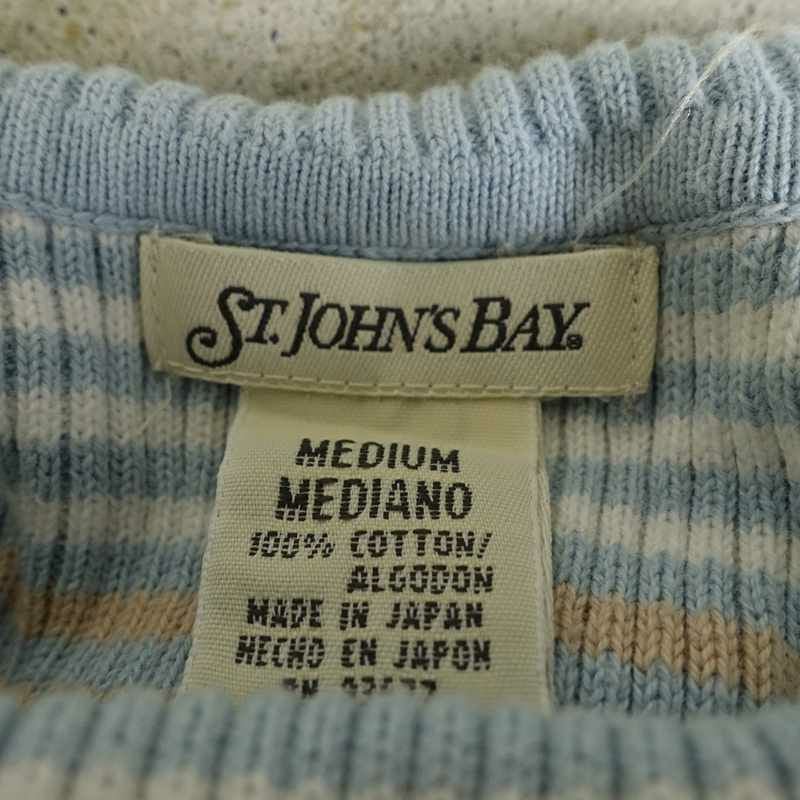 ST. JOHN'S BAY®
MEDIUM
MEDIANO
100% COTTON/
ALGODON
MADE IN JAPAN
HECHO EN JAPON